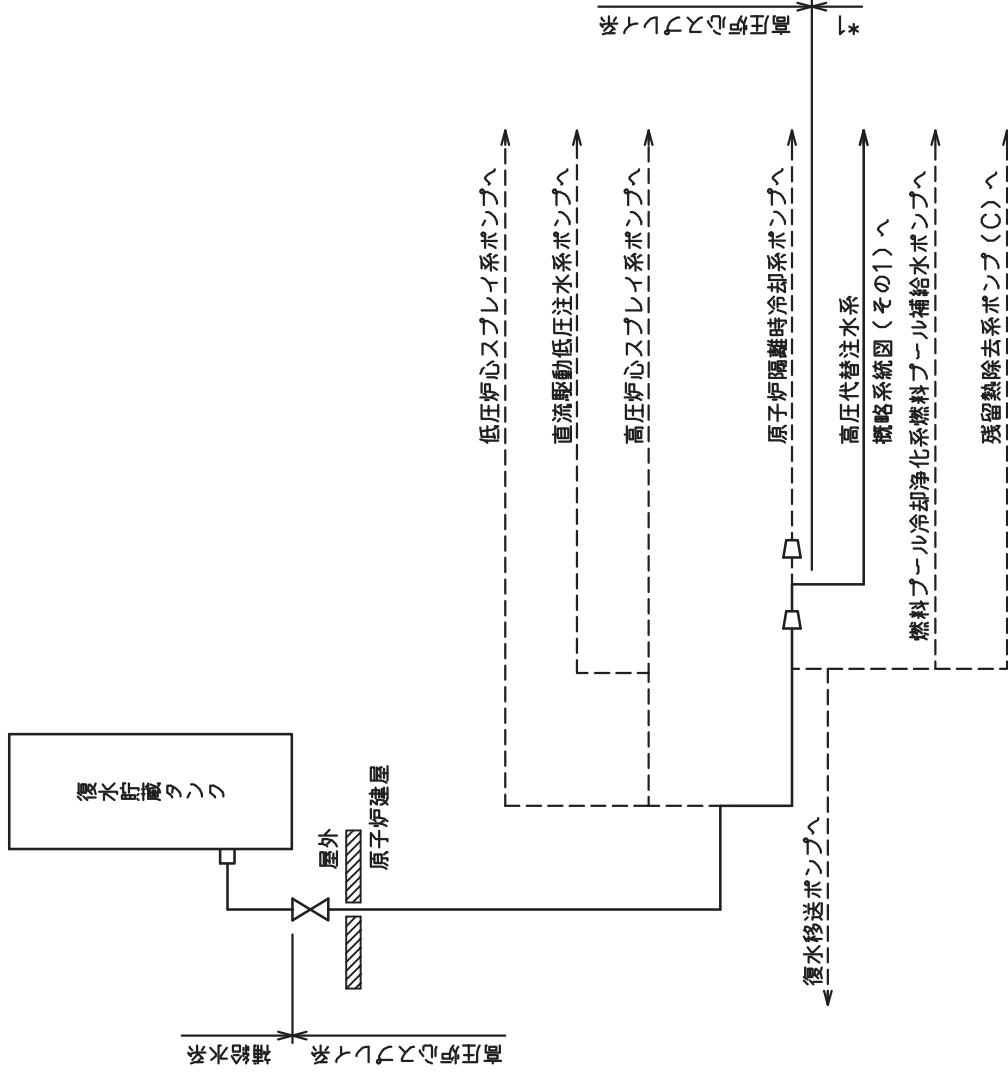 高圧炉心スプレイ系
*1
低圧炉心スプレイ系ポンプへ
直流駆動低圧注水系ポンプへ
高圧炉心スプレイ系ポンプへ
原子炉隔離時冷却系ポンプへ
高圧代替注水系
概略系統図(その1)へ
燃料プール冷却浄化系燃料プール補給水ポンプへ
残留熱除去系ポンプ(C)へ
復水貯蔵タンク
屋外
原子炉建屋
復水移送ポンプへ
補給水系
高圧炉心スプレイ系